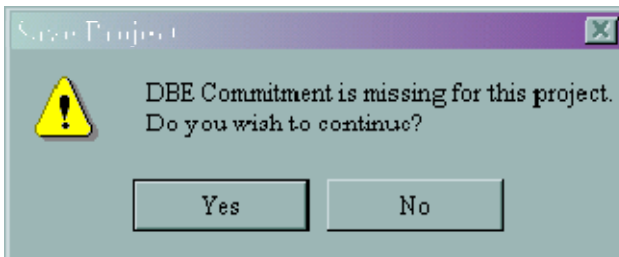 Save Project
DBE Commitment is missing for this project.
Do you wish to continue?
Yes
No